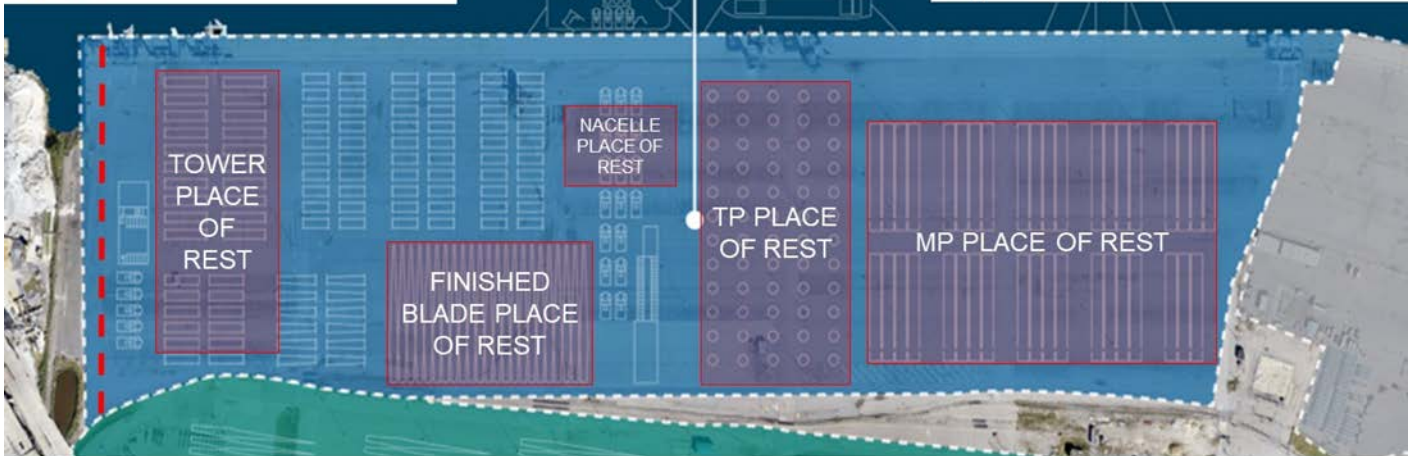 TOWER
PLACE
OF
REST
FINISHED
BLADE PLACE
OF REST
NACELLE
PLACE OF
REST
TP PLACE
OF REST
MP PLACE OF REST